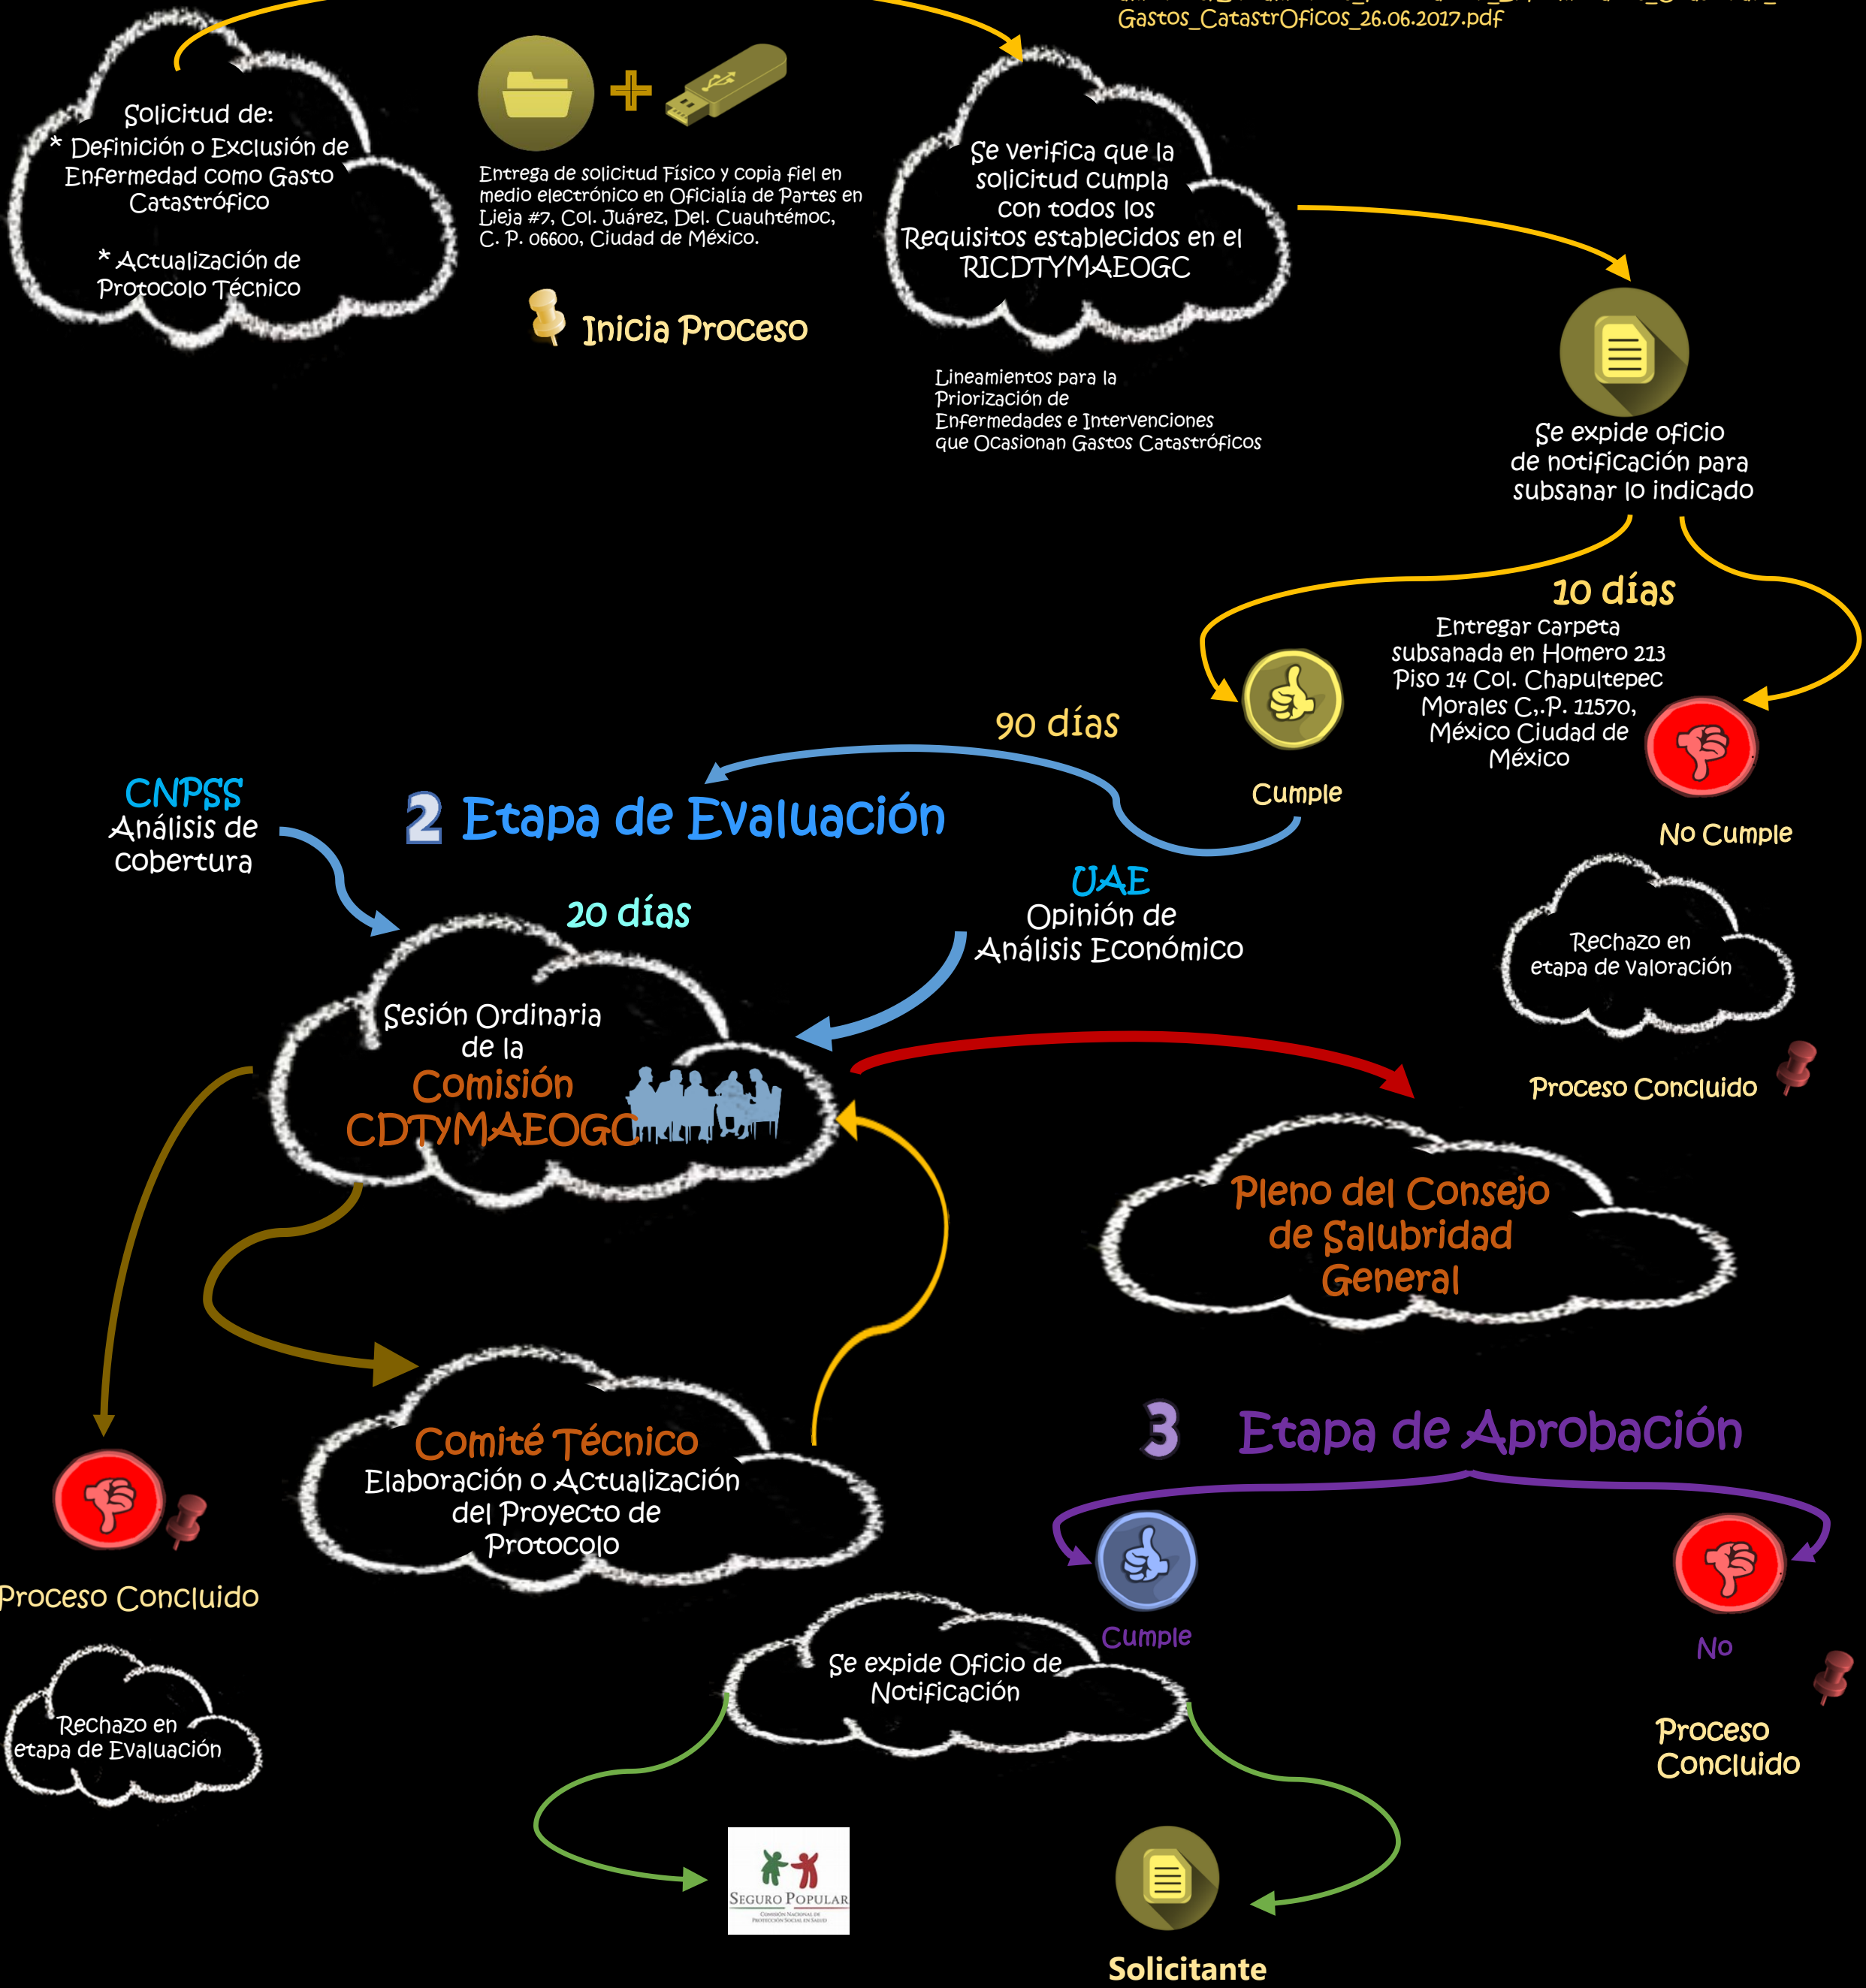 Gastos_CatastrOficos_26.06.2017.pdf
Solicitud de:
* Definición o Exclusión de
Enfermedad como Gasto
Catastrófico
* Actualización de
Protocolo Técnico
Entrega de solicitud Físico y copia fiel en
medio electrónico en Oficialía de Partes en
Lieja #7, Col. Juárez, Del. Cuauhtémoc,
C. P. 06600, Ciudad de México.
Inicia Proceso
Se verifica que la
solicitud cumpla
con todos los
Requisitos establecidos en el
RICDTYMAEOGC
Lineamientos para la
Priorización de
Enfermedades e Intervenciones
que Ocasionan Gastos Catastróficos
Se expide oficio
de notificación para
subsanar lo indicado
10 días
Entregar carpeta
subsanada en Homero 213
Piso 14 Col. Chapultepec
Morales C,.P. 11570,
México Ciudad de
México
Cumple
No Cumple
Rechazo en
etapa de valoración
Proceso Concluido
90 días
2 Etapa de Evaluación
CNPSS
Análisis de
cobertura
20 días
UAE
Opinión de
Análisis Económico
Sesión Ordinaria
de la
Comisión
CDTYMAEOGC
Pleno del Consejo
de Salubridad
General
Comité Técnico
Elaboración o Actualización
del Proyecto de
Protocolo
Proceso Concluido
Rechazo en
etapa de Evaluación
3 Etapa de Aprobación
Cumple
No
Proceso
Concluido
Se expide Oficio de
Notificación
SEGURO POPULAR
COMISIÓN NACIONAL DE
PROTECCIÓN SOCIAL EN SALUD
Solicitante